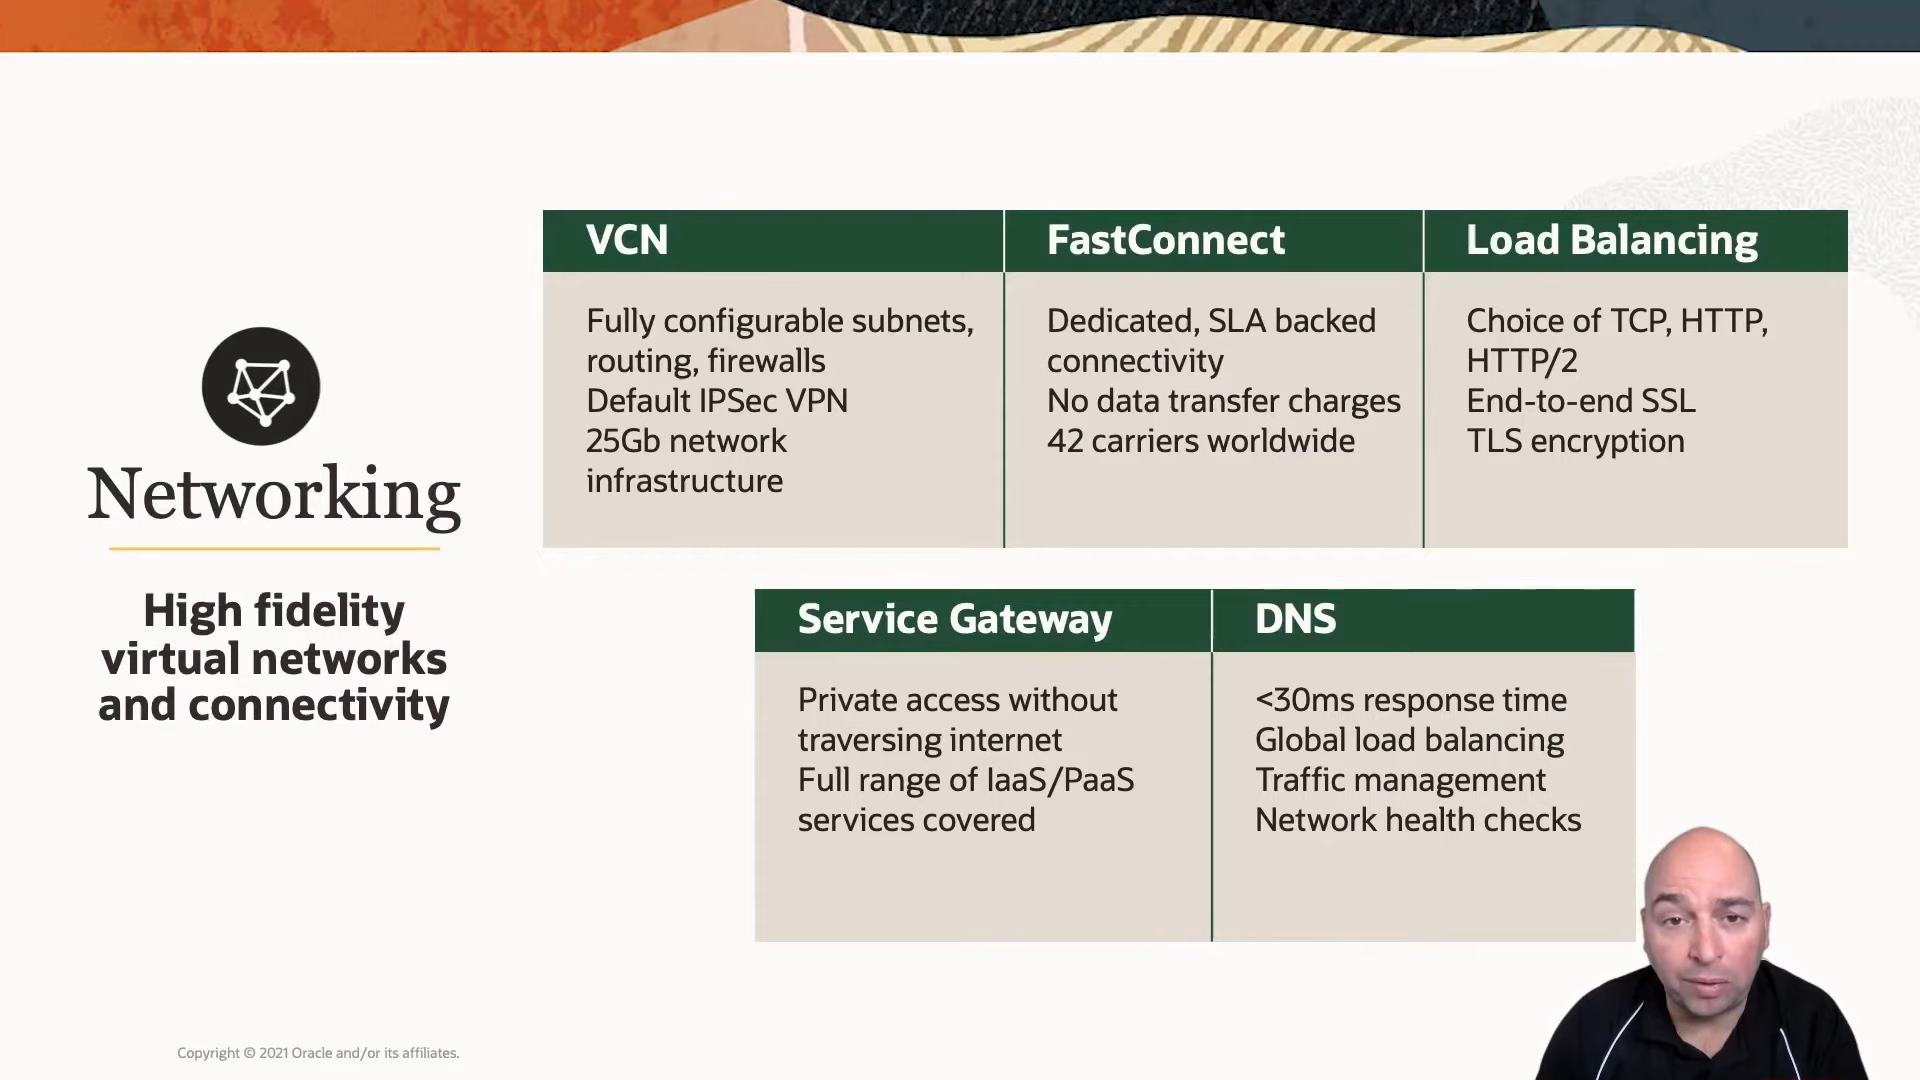 Networking
High fidelity
virtual networks
and connectivity
VCN
Fully configurable subnets,
routing, firewalls
Default IPSec VPN
25Gb network
infrastructure
FastConnect
Dedicated, SLA backed
connectivity
No data transfer charges
42 carriers worldwide
Load Balancing
Choice of TCP, HTTP,
HTTP/2
End-to-end SSL
TLS encryption
Service Gateway
Private access without
traversing internet
Full range of IaaS/PaaS
services covered
DNS
<30ms response time
Global load balancing
Traffic management
Network health checks
Copyright © 2021 Oracle and/or its affiliates.